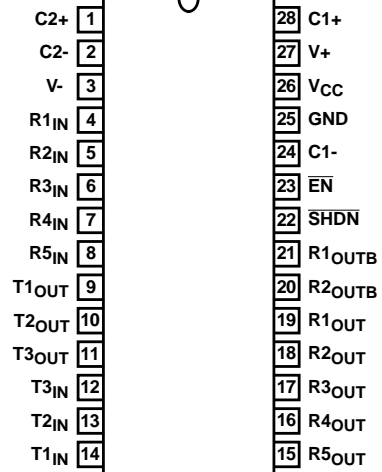 C2+ 1 28 C1+
C2- 2 27 V+
V- 3 26 VCC
R1IN 4 25 GND
R2IN 5 24 C1-
R3IN 6 23 E̅N̅
R4IN 7 22 S̅H̅D̅N̅
R5IN 8 21 R1OUTB
T1OUT 9 20 R2OUTB
T2OUT 10 19 R1OUT
T3OUT 11 18 R2OUT
T3IN 12 17 R3OUT
T2IN 13 16 R4OUT
T1IN 14 15 R5OUT